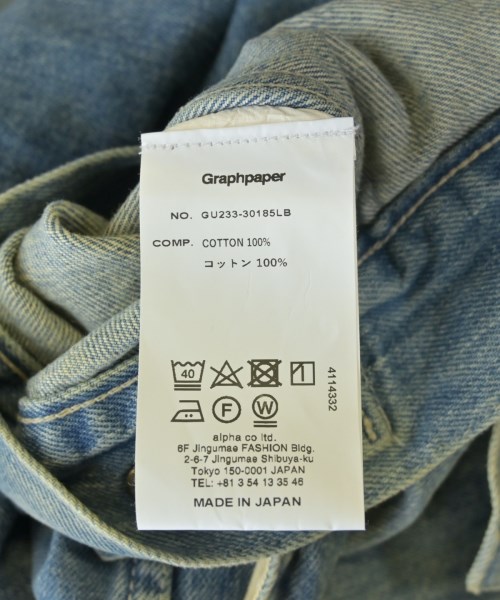 Graphpaper
NO. GU233-30185LB
COMP. COTTON 100%
コットン 100%
40
4114332
F
W
alpha co ltd.
6F Jingumae FASHION Bldg.
2-6-7 Jingumae Shibuya-ku
Tokyo 150-0001 JAPAN
TEL: +81 3 54 13 35 46
MADE IN JAPAN